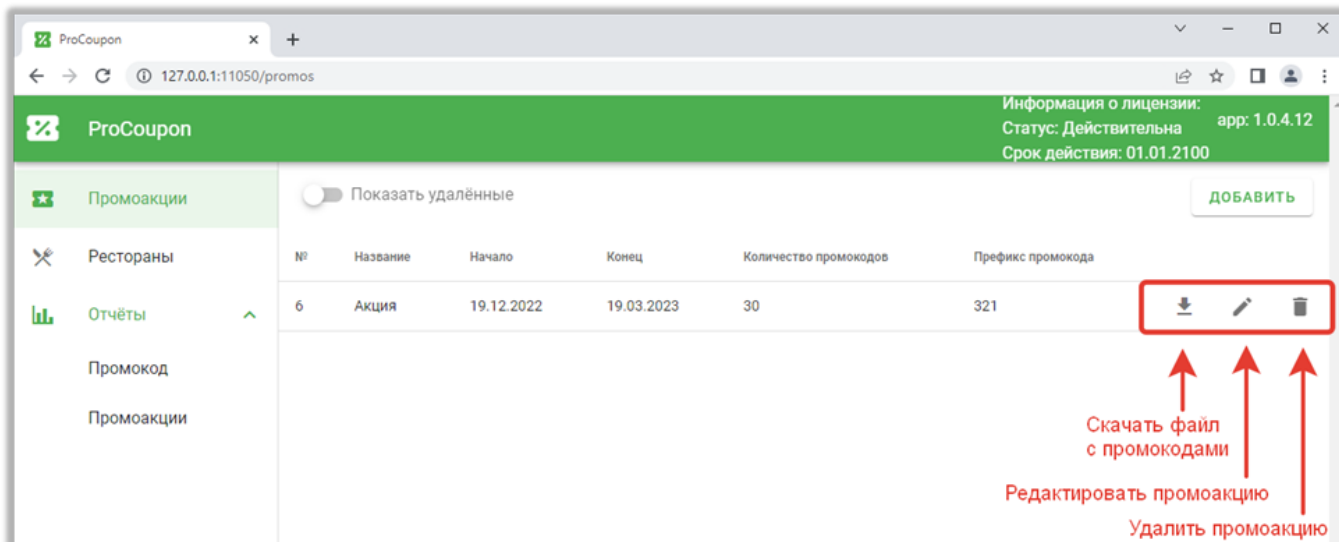 ProCoupon
127.0.0.1:11050/promos
ProCoupon
Информация о лицензии:
Статус: Действительна
Срок действия: 01.01.2100
app: 1.0.4.12
Промоакции
Рестораны
Отчёты
Промокод
Промоакции
Показать удалённые
ДОБАВИТЬ
№ Название Начало Конец Количество промокодов Префикс промокода
6 Акция 19.12.2022 19.03.2023 30 321
Скачать файл
с промокодами
Редактировать промоакцию
Удалить промоакцию